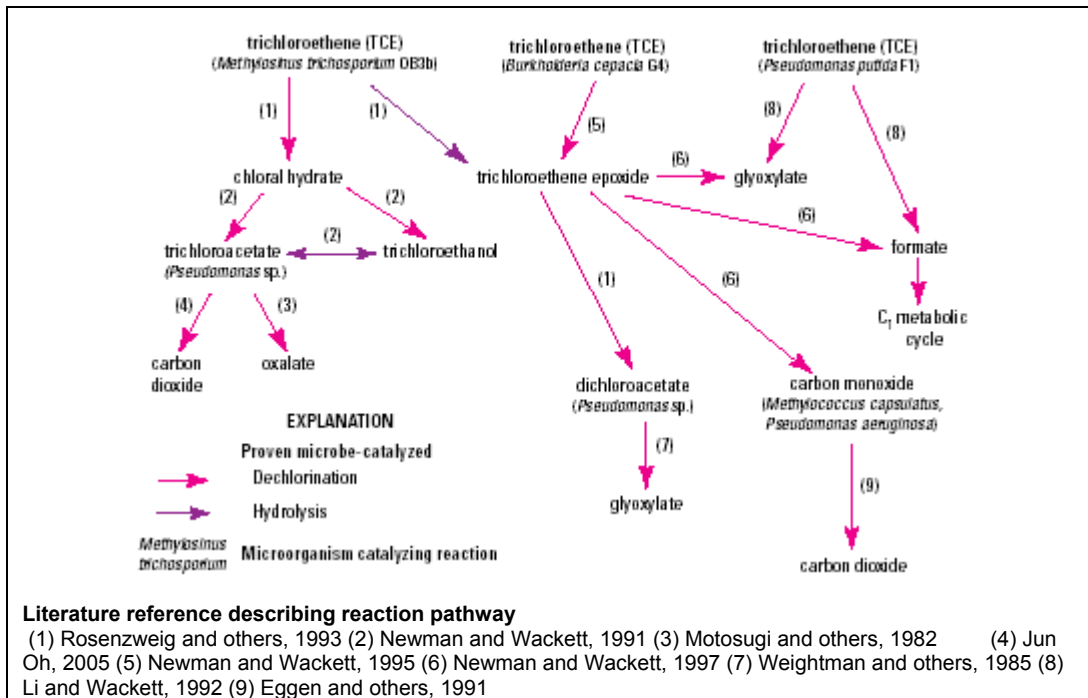 trichloroethene (TCE)
(Methylosinus trichosporium OB3b)
trichloroethene (TCE)
(Burkholderia cepacia G4)
trichloroethene (TCE)
(Pseudomonas putida F1)
(1)
(1)
(5)
(8)
(8)
chloral hydrate
trichloroethene epoxide
(6)
glyoxylate
(2)
(2)
(6)
trichloroacetate
(Pseudomonas sp.)
(2)
trichloroethanol
formate
(4)
(3)
(1)
(6)
C1 metabolic
cycle
carbon
dioxide
oxalate
dichloroacetate
(Pseudomonas sp.)
carbon monoxide
(Methylococcus capsulatus,
Pseudomonas aeruginosa)
(7)
(9)
glyoxylate
carbon dioxide
EXPLANATION
Proven microbe-catalyzed
Dechlorination
Hydrolysis
Methylosinus
trichosporium
Microorganism catalyzing reaction
Literature reference describing reaction pathway
(1) Rosenzweig and others, 1993 (2) Newman and Wackett, 1991 (3) Motosugi and others, 1982 (4) Jun
Oh, 2005 (5) Newman and Wackett, 1995 (6) Newman and Wackett, 1997 (7) Weightman and others, 1985 (8)
Li and Wackett, 1992 (9) Eggen and others, 1991